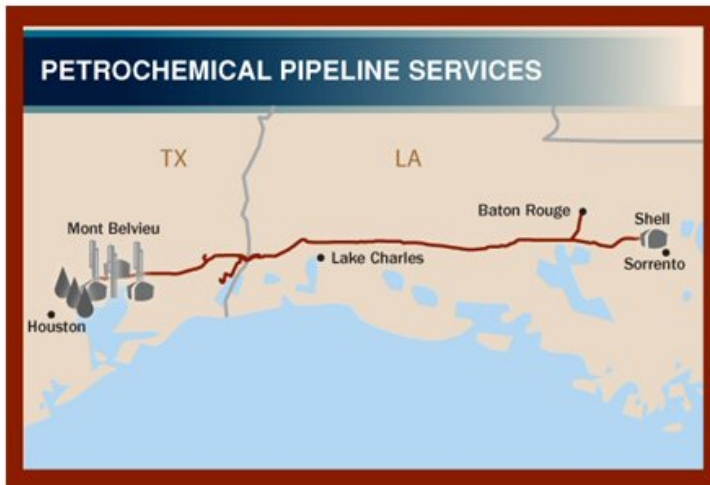 PETROCHEMICAL PIPELINE SERVICES
TX
LA
Mont Belvieu
Baton Rouge
Shell
Lake Charles
Sorrento
Houston